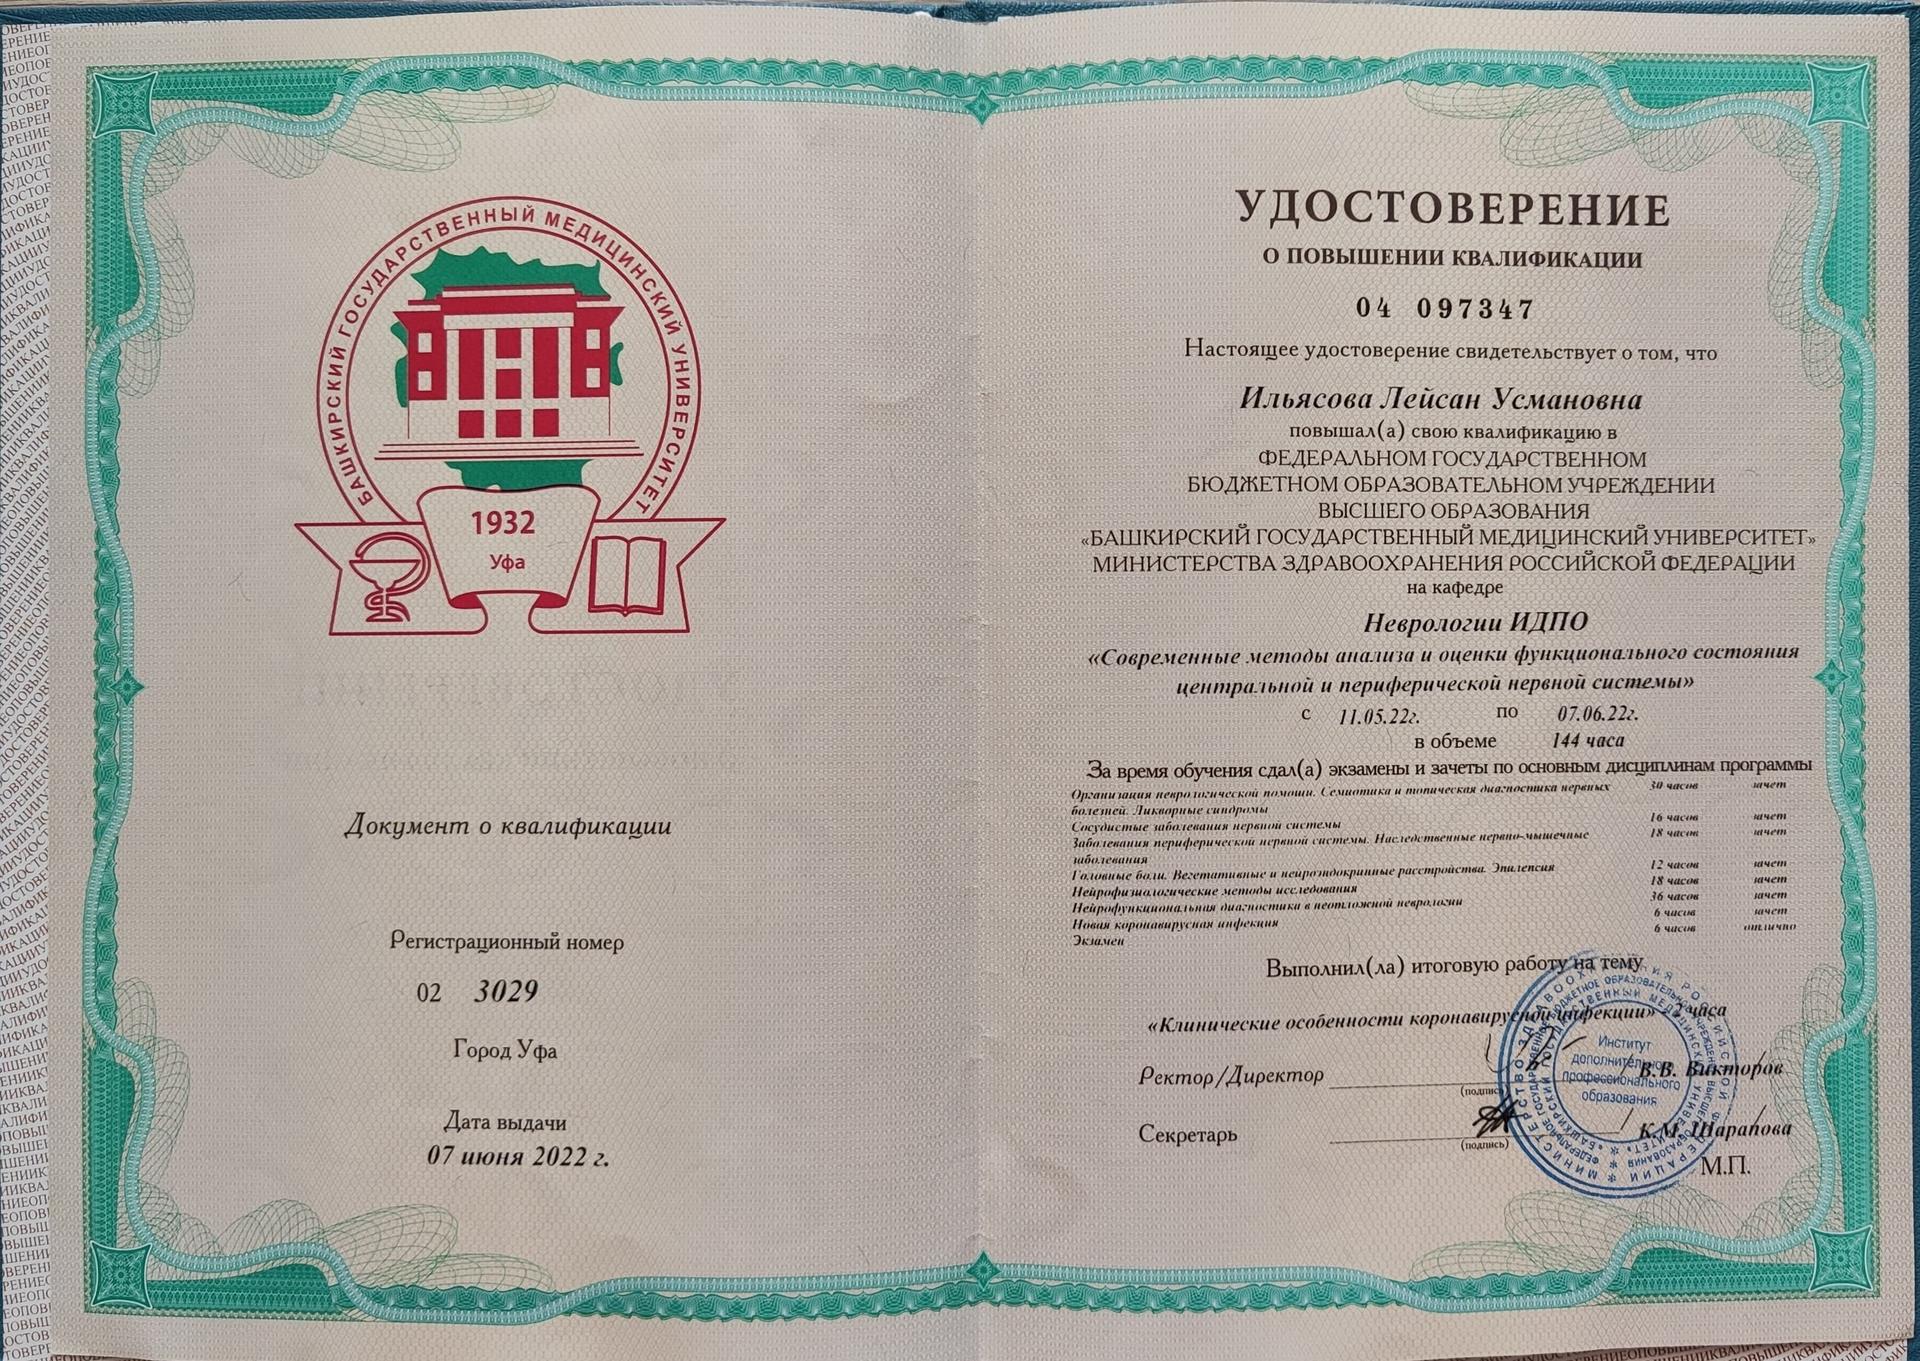 БАШКИРСКИЙ ГОСУДАРСТВЕННЫЙ МЕДИЦИНСКИЙ УНИВЕРСИТЕТ
1932
Уфа
Документ о квалификации
Регистрационный номер
02 3029
Город Уфа
Дата выдачи
07 июня 2022 г.
УДОСТОВЕРЕНИЕ
О ПОВЫШЕНИИ КВАЛИФИКАЦИИ
04 097347
Настоящее удостоверение свидетельствует о том, что
Ильясова Лейсан Усмановна
повышал(а) свою квалификацию в
ФЕДЕРАЛЬНОМ ГОСУДАРСТВЕННОМ
БЮДЖЕТНОМ ОБРАЗОВАТЕЛЬНОМ УЧРЕЖДЕНИИ
ВЫСШЕГО ОБРАЗОВАНИЯ
«БАШКИРСКИЙ ГОСУДАРСТВЕННЫЙ МЕДИЦИНСКИЙ УНИВЕРСИТЕТ»
МИНИСТЕРСТВА ЗДРАВООХРАНЕНИЯ РОССИЙСКОЙ ФЕДЕРАЦИИ
на кафедре
Неврологии ИДПО
«Современные методы анализа и оценки функционального состояния
центральной и периферической нервной системы»
с 11.05.22г. по 07.06.22г.
в объеме 144 часа
За время обучения сдал(а) экзамены и зачеты по основным дисциплинам программы
Организация неврологической помощи. Семиотика и топическая диагностика нервных 30 часов зачет
болезней. Ликворные синдромы
Сосудистые заболевания нервной системы 16 часов зачет
Заболевания периферической нервной системы. Наследственные нервно-мышечные 18 часов зачет
заболевания
Головные боли. Вегетативные и нейроэндокринные расстройства. Эпилепсия 12 часов зачет
Нейрофизиологические методы исследования 18 часов зачет
Нейрофункциональная диагностика в неотложной неврологии 36 часов зачет
Новая коронавирусная инфекция 6 часов зачет
Экзамен 6 часов отлично
Выполнил(ла) итоговую работу на тему
«Клинические особенности коронавирусной инфекции» - 2 часа
Ректор/Директор В.В. Викторов
(подпись)
Секретарь К.М. Шарапова
(подпись)
М.П.
Институт
дополнительного
профессионального
образования